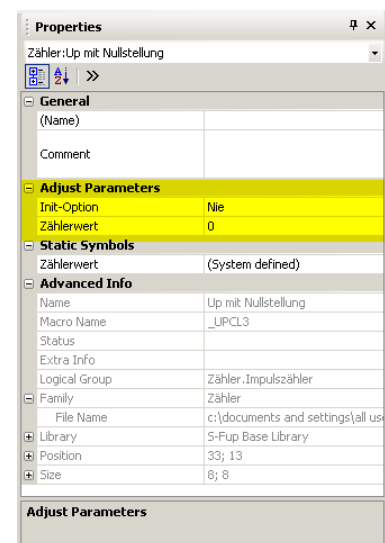 Properties
Zähler:Up mit Nullstellung
General
(Name)
Comment
Adjust Parameters
Init-Option Nie
Zählerwert 0
Static Symbols
Zählerwert (System defined)
Advanced Info
Name Up mit Nullstellung
Macro Name _UPCL3
Status
Extra Info
Logical Group Zähler.Impulszähler
Family Zähler
File Name c:\documents and settings\all us
Library S-Fup Base Library
Position 33; 13
Size 8; 8
Adjust Parameters